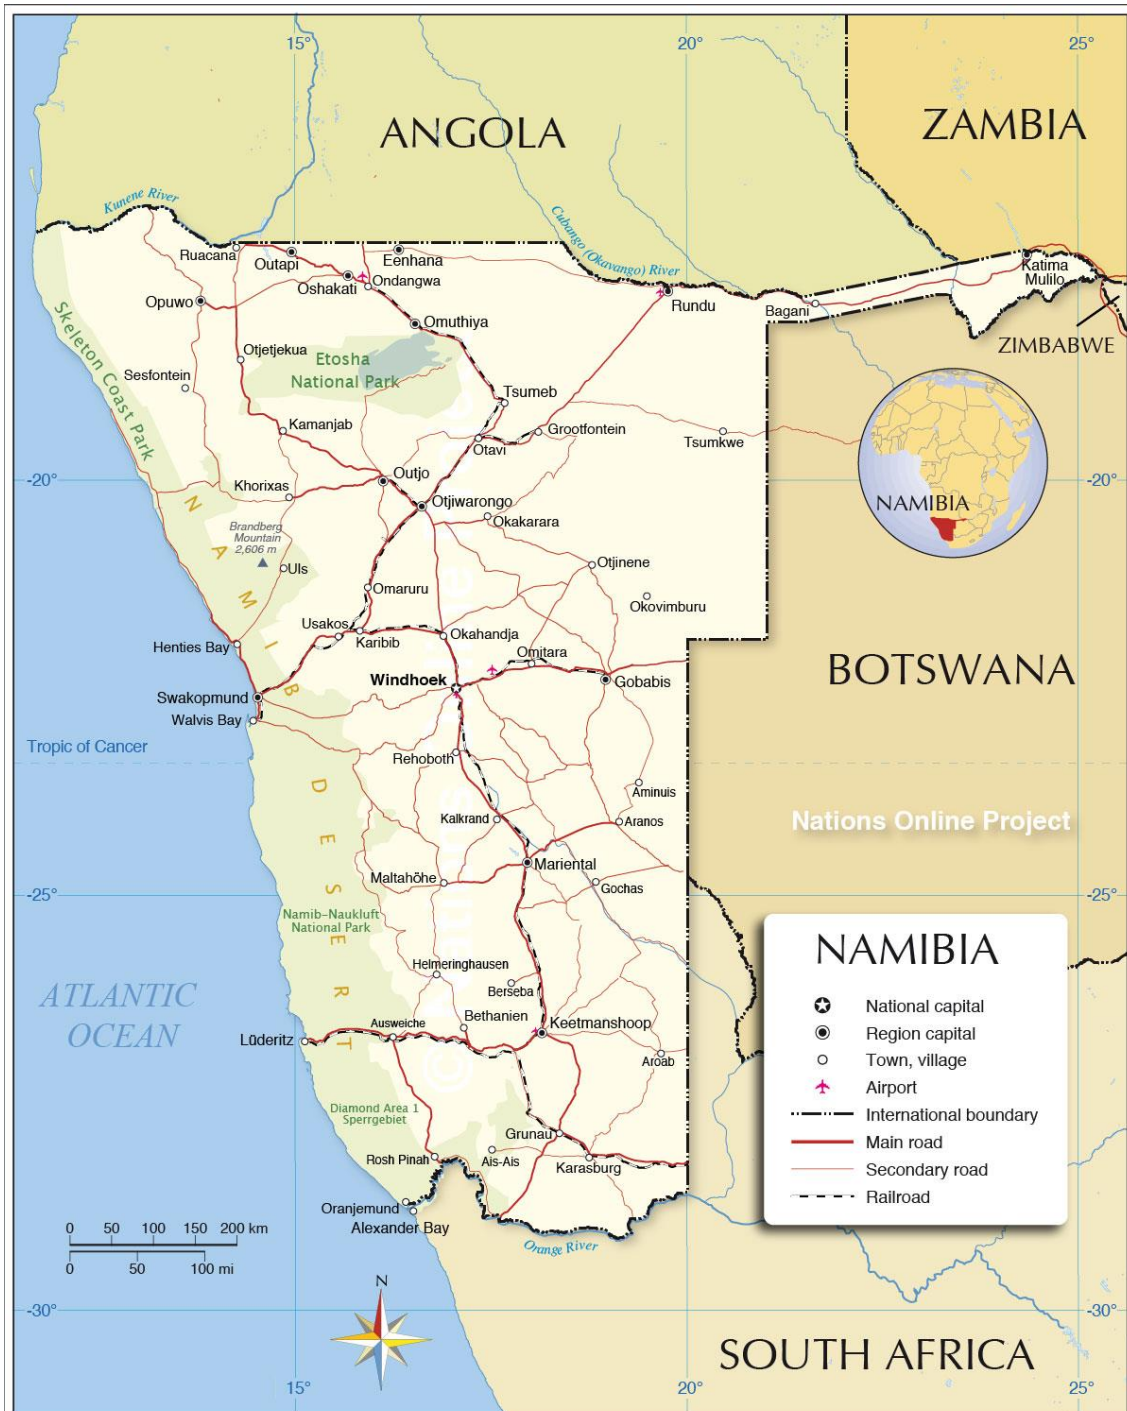 15°
20°
25°
ANGOLA
ZAMBIA
Kunene River
Cubango (Okavango) River
Ruacana
Outapi
Eenhana
Oshakati
Ondangwa
Opuwo
Omuthiya
Rundu
Bagani
Katima
Mulilo
ZIMBABWE
Skeleton Coast Park
Otjetjekua
Etosha
National Park
Sesfontein
Tsumeb
Kamanjab
Grootfontein
Tsumkwe
Otavi
-20°
-20°
Outjo
Khorixas
Otjiwarongo
Okakarara
NAMIBIA
Brandberg
Mountain
2,606 m
Uls
Otjinene
Omaruru
Okovimburu
Usakos
Karibib
Okahandja
Henties Bay
Omitara
BOTSWANA
Windhoek
Gobabis
Swakopmund
Walvis Bay
Tropic of Cancer
Rehoboth
Aminuis
Kalkrand
Aranos
Nations Online Project
Mariental
Maltahöhe
Gochas
-25°
-25°
NAMIB
DESERT
Namib-Naukluft
National Park
Helmeringhausen
Berseba
ATLANTIC
OCEAN
Bethanien
Ausweiche
Keetmanshoop
Lüderitz
Aroab
Diamond Area 1
Sperrgebiet
Grunau
Rosh Pinah
Ais-Ais
Karasburg
Oranjemund
Alexander Bay
Orange River
NAMIBIA
National capital
Region capital
Town, village
Airport
International boundary
Main road
Secondary road
Railroad
0 50 100 150 200 km
0 50 100 mi
N
-30°
-30°
SOUTH AFRICA
15°
20°
25°